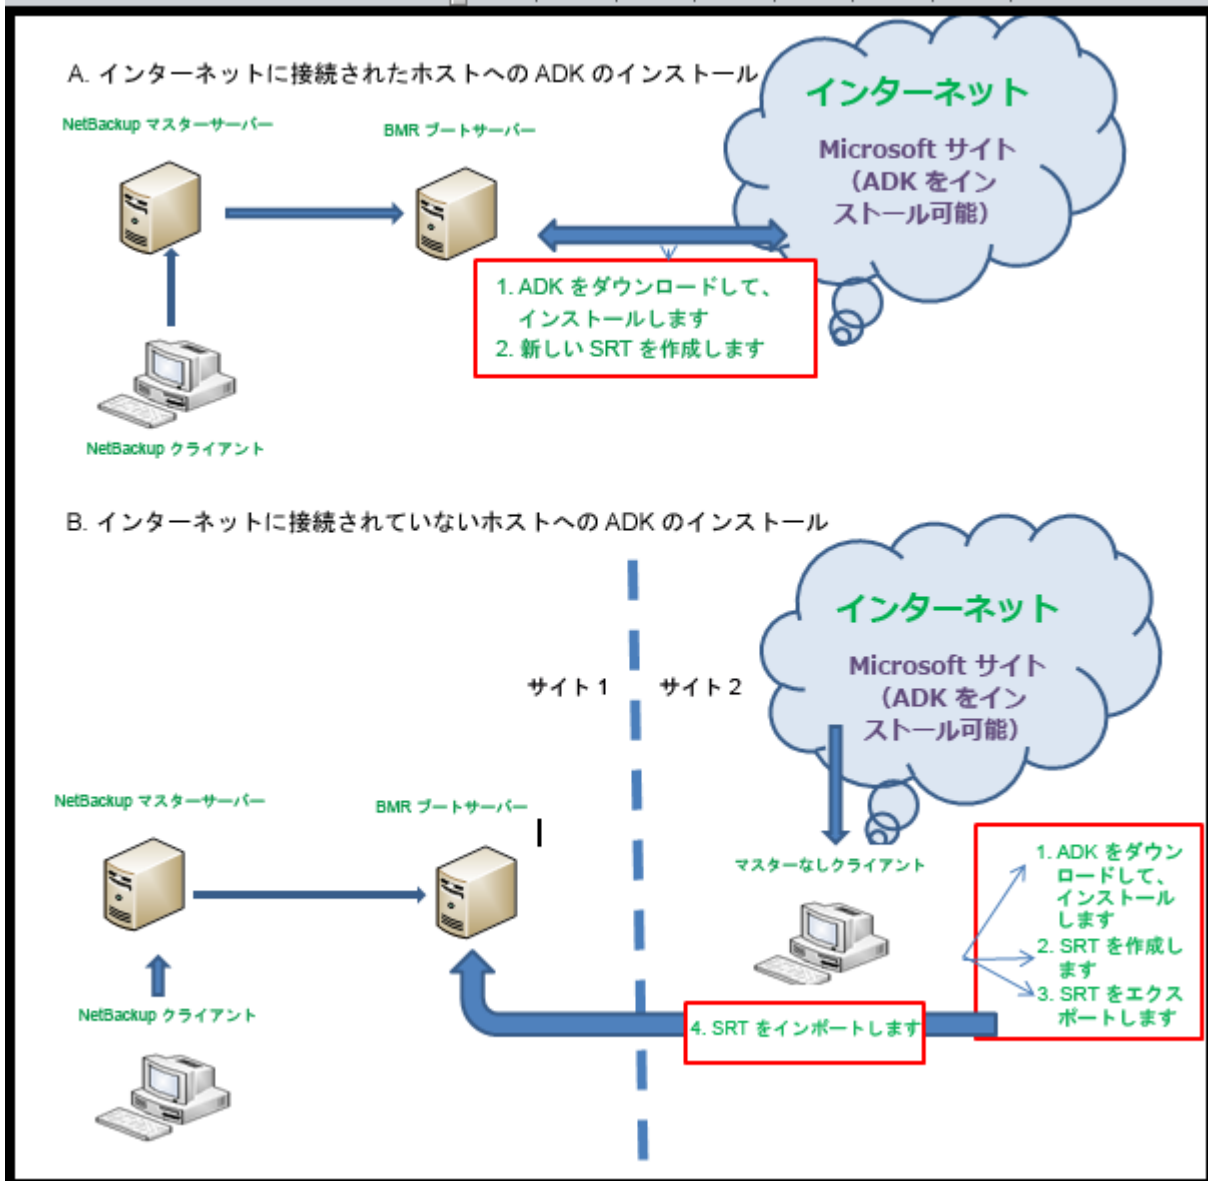 A. インターネットに接続されたホストへの ADK のインストール
インターネット
Microsoft サイト
（ADK をイン
ストール可能）
NetBackup マスターサーバー
BMR ブートサーバー
1. ADK をダウンロードして、
インストールします
2. 新しい SRT を作成します
NetBackup クライアント
B. インターネットに接続されていないホストへの ADK のインストール
インターネット
Microsoft サイト
（ADK をイン
ストール可能）
サイト 1
サイト 2
NetBackup マスターサーバー
BMR ブートサーバー
マスターなしクライアント
1. ADK をダウン
ロードして、
インストール
します
2. SRT を作成し
ます
3. SRT をエクス
ポートします
NetBackup クライアント
4. SRT をインポートします